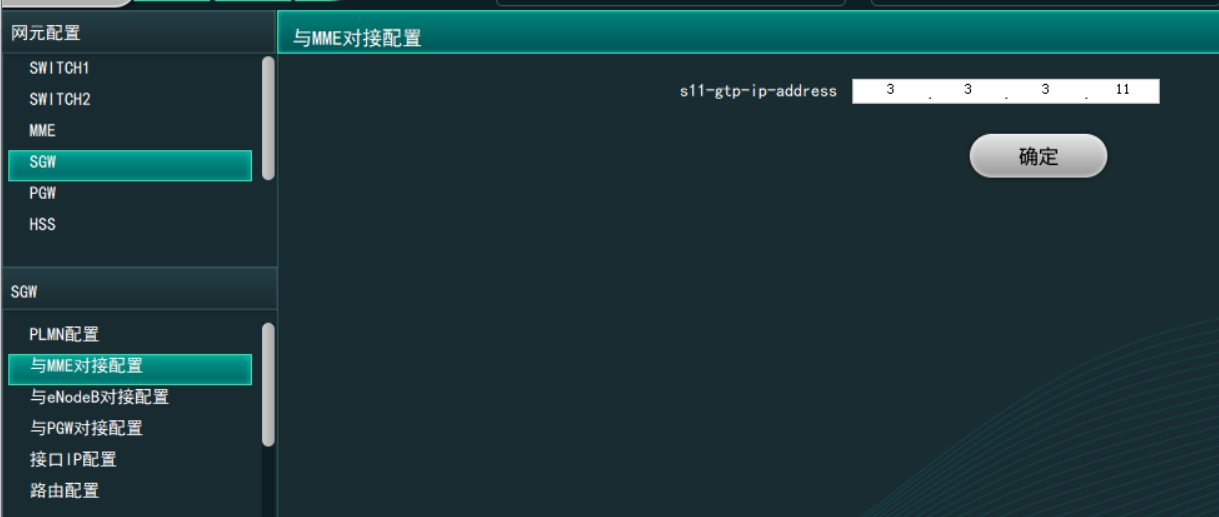 网元配置
SWITCH1
SWITCH2
MME
SGW
PGW
HSS
SGW
PLMN配置
与MME对接配置
与eNodeB对接配置
与PGW对接配置
接口IP配置
路由配置
与MME对接配置
s11-gtp-ip-address 3 . 3 . 3 . 11
确定